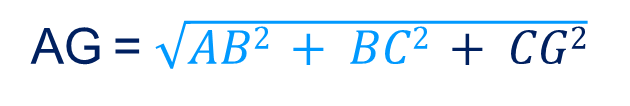 AG = √AB² + BC² + CG²